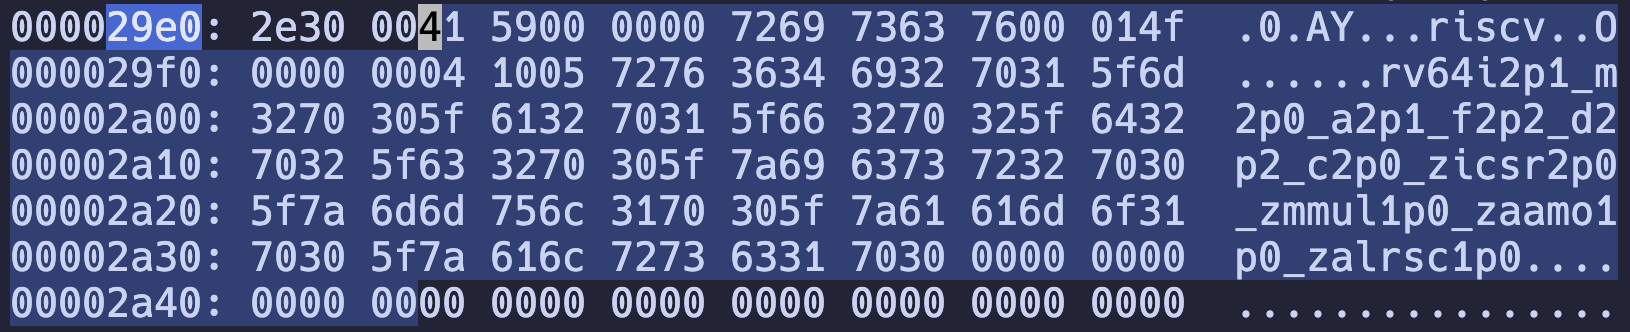 000029e0: 2e30 0041 5900 0000 7269 7363 7600 014f .0.AY...riscv..O
000029f0: 0000 0004 1005 7276 3634 6932 7031 5f6d ......rv64i2p1_m
00002a00: 3270 305f 6132 7031 5f66 3270 325f 6432 2p0_a2p1_f2p2_d2
00002a10: 7032 5f63 3270 305f 7a69 6373 7232 7030 p2_c2p0_zicsr2p0
00002a20: 5f7a 6d6d 756c 3170 305f 7a61 616d 6f31 _zmmul1p0_zaamo1
00002a30: 7030 5f7a 616c 7273 6331 7030 0000 0000 p0_zalrsc1p0....
00002a40: 0000 0000 0000 0000 0000 0000 0000 0000 ................